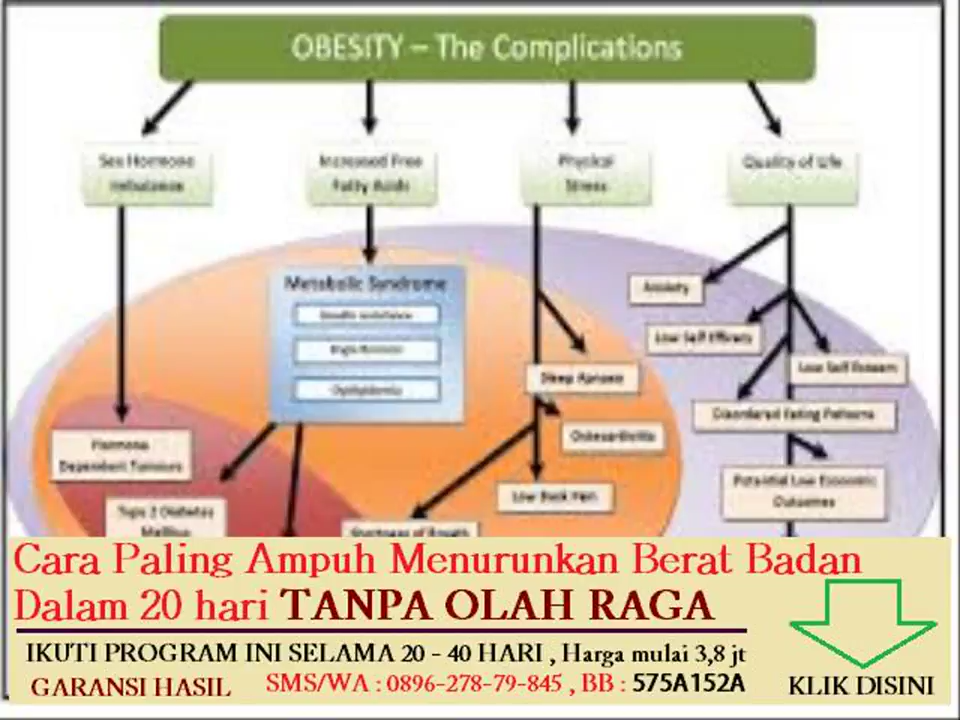 OBESITY – The Complications
Sex Hormone
Imbalance
Increased Free
Fatty Acids
Physical
Stress
Quality of Life
Metabolic Syndrome
Anxiety
Low Self Efficacy
Low Self Esteem
Sleep Apnoea
Disordered Eating Patterns
Hormone
Dependent Tumours
Osteoarthritis
Low Back Pain
Potential Low Economic
Outcomes
Type 2 Diabetes
Mellitus
Shortness of Breath
Cara Paling Ampuh Menurunkan Berat Badan
Dalam 20 hari TANPA OLAH RAGA
IKUTI PROGRAM INI SELAMA 20 - 40 HARI , Harga mulai 3,8 jt
GARANSI HASIL SMS/WA : 0896-278-79-845 , BB : 575A152A
KLIK DISINI